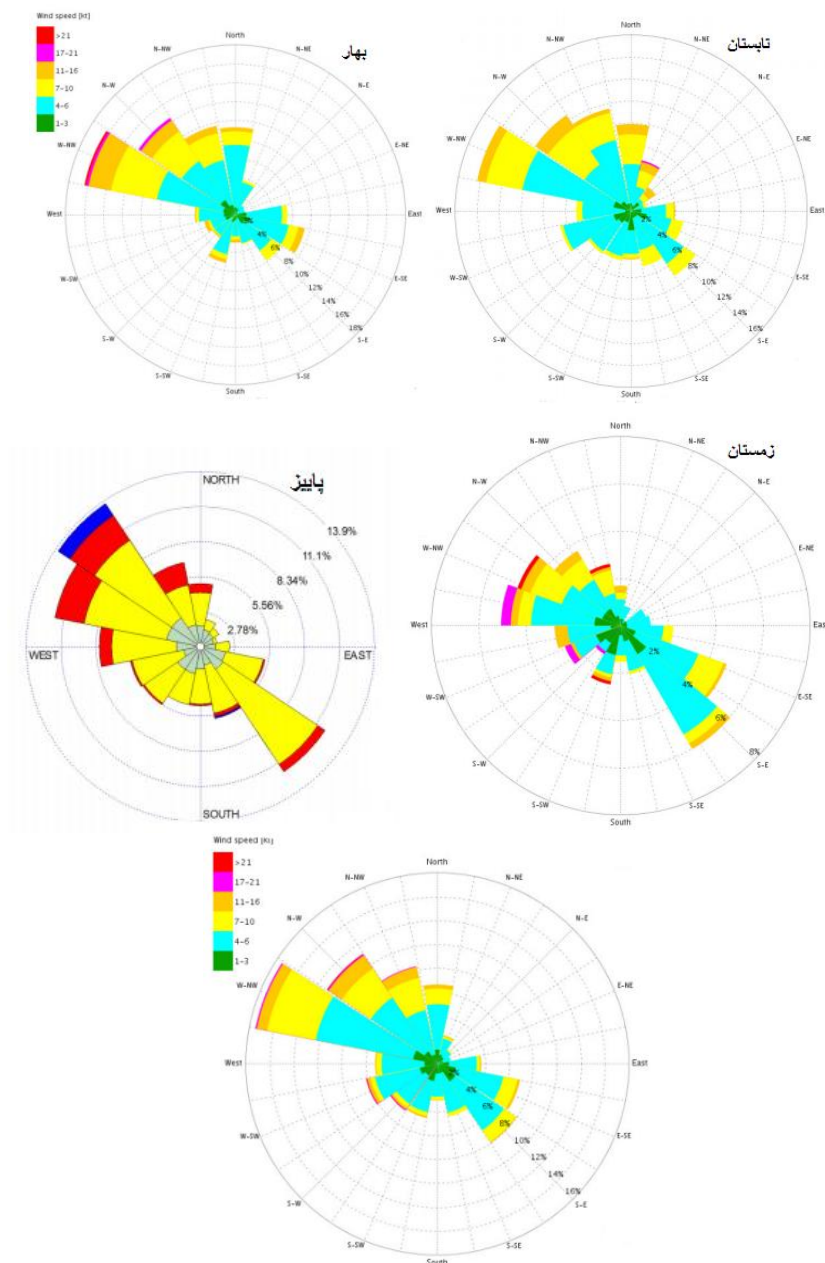 Wind speed [kt]
>21
17-21
11-16
7-10
4-6
1-3
بهار
North
N-NE
N-E
E-NE
East
E-SE
S-E
S-SE
South
S-SW
S-W
W-SW
West
W-NW
N-W
N-NW
4%
6%
8%
10%
12%
14%
16%
18%
تابستان
North
N-NE
N-E
E-NE
East
E-SE
S-E
S-SE
South
S-SW
S-W
W-SW
West
W-NW
N-W
N-NW
2%
4%
6%
8%
10%
12%
14%
16%
پاییز
NORTH
EAST
SOUTH
WEST
13.9%
11.1%
8.34%
5.56%
2.78%
زمستان
North
N-NE
N-E
E-NE
East
E-SE
S-E
S-SE
South
S-SW
S-W
W-SW
West
W-NW
N-W
N-NW
2%
4%
6%
8%
Wind speed [Kt]
>21
17-21
11-16
7-10
4-6
1-3
North
N-NE
N-E
E-NE
East
E-SE
S-E
S-SE
South
S-SW
S-W
W-SW
West
W-NW
N-W
N-NW
4%
6%
8%
10%
12%
14%
16%